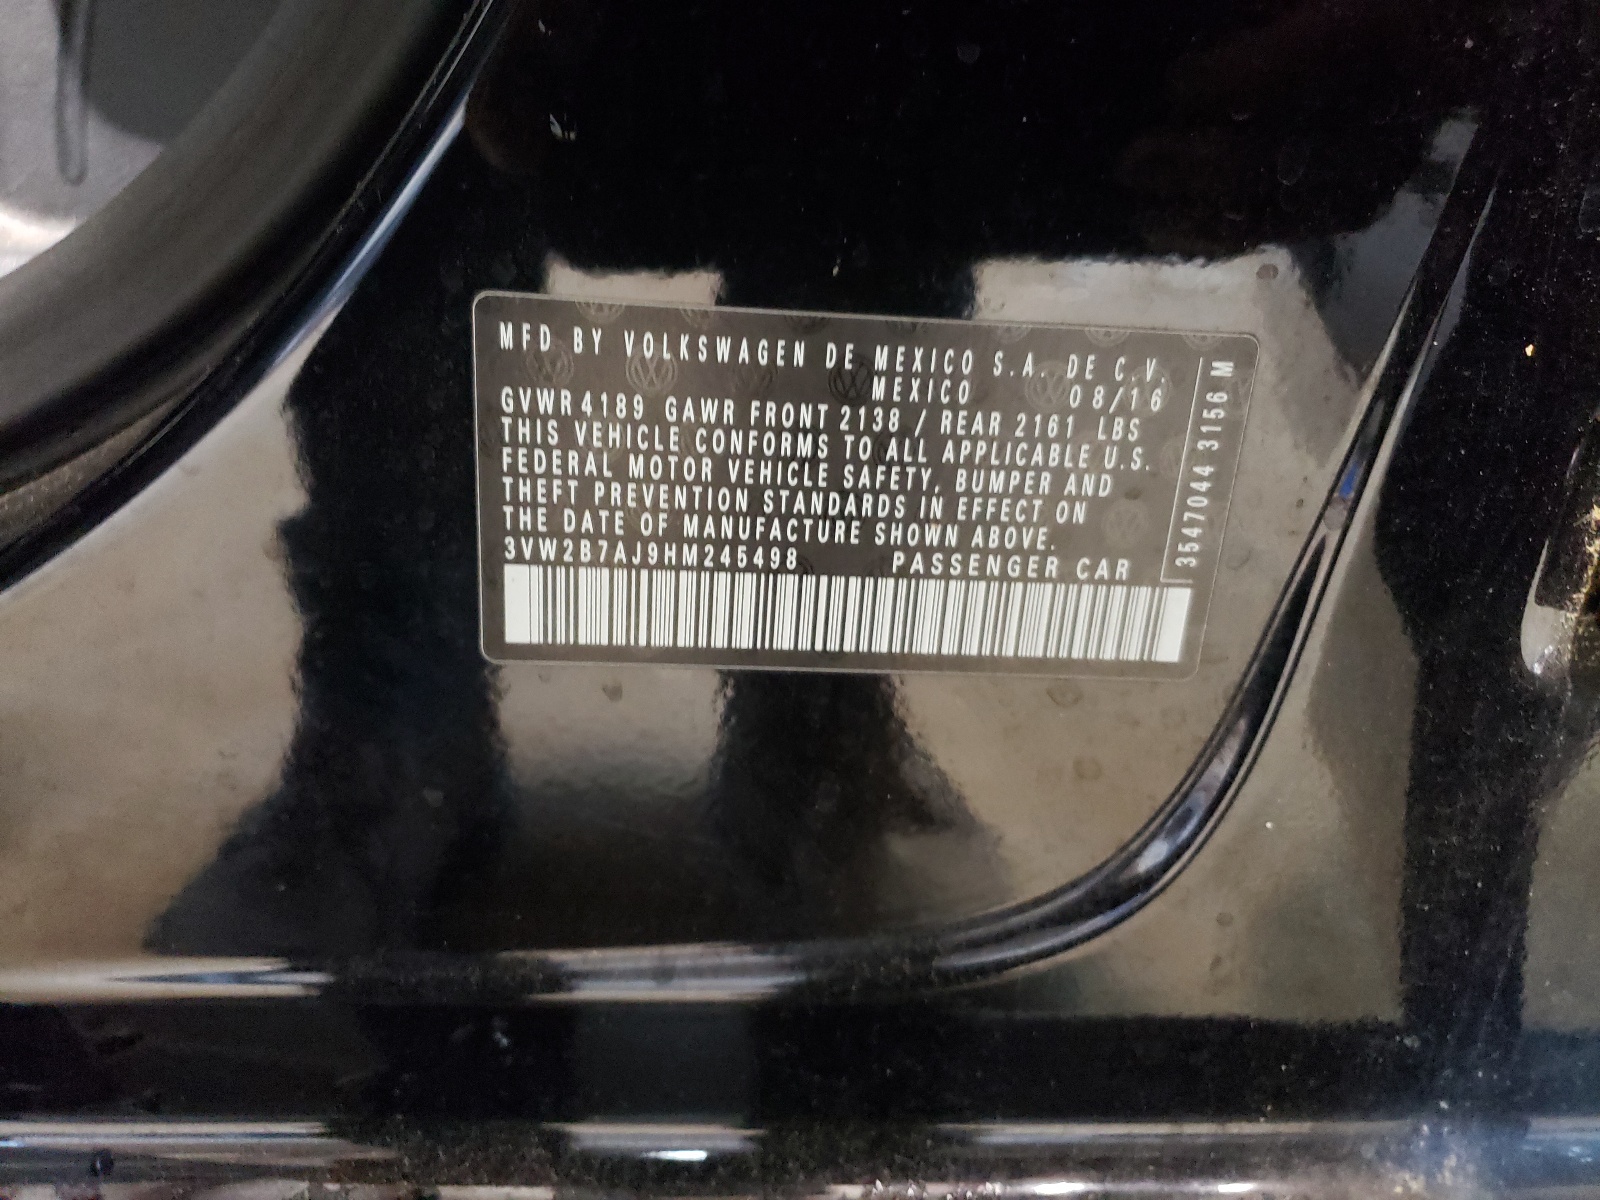 MFD BY VOLKSWAGEN DE MEXICO S.A. DE C.V.
MEXICO 08/16
GVWR 4189 GAWR FRONT 2138 / REAR 2161 LBS
THIS VEHICLE CONFORMS TO ALL APPLICABLE U.S.
FEDERAL MOTOR VEHICLE SAFETY, BUMPER AND
THEFT PREVENTION STANDARDS IN EFFECT ON
THE DATE OF MANUFACTURE SHOWN ABOVE.
3VW2B7AJ9HM245498 PASSENGER CAR
3547044 3156 M